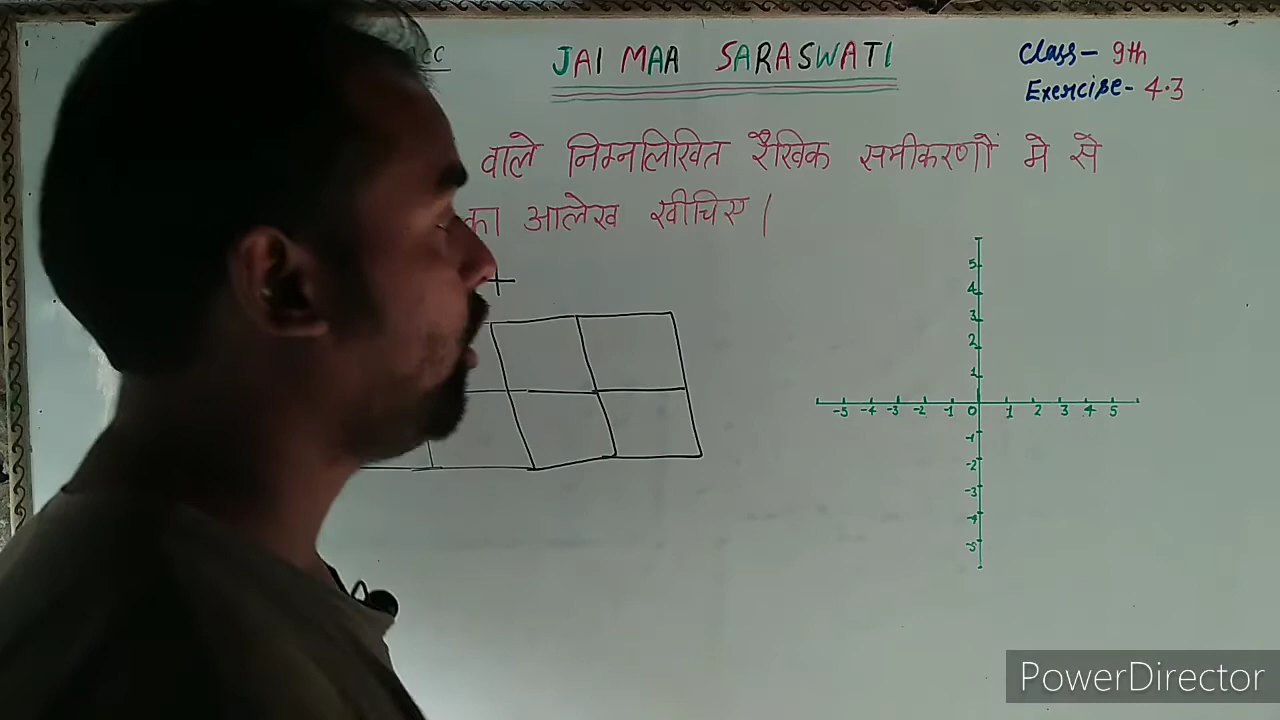 CC
JAI MAA SARASWATI
Class- 9th
Exercise- 4.3
वाले निम्नलिखित रैखिक समीकरणों मे से
का आलेख खीचिए।
+
5
4
3
2
1
-5 -4 -3 -2 -1 0 1 2 3 4 5
-1
-2
-3
-4
-5
PowerDirector